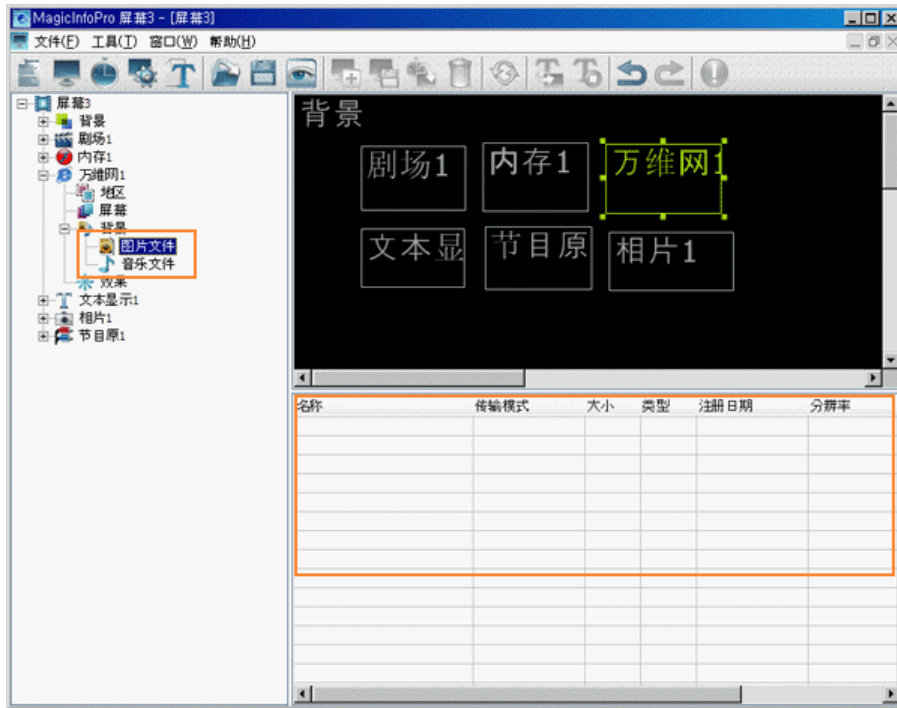 MagicInfoPro 屏幕3 - [屏幕3]
文件(F) 工具(T) 窗口(W) 帮助(H)
屏幕3
背景
剧场1
内存1
万维网1
地区
屏幕
背景
图片文件
音乐文件
效果
文本显示1
相片1
节目原1
背景
剧场1 内存1 万维网1
文本显 节目原 相片1
名称 传输模式 大小 类型 注册日期 分辨率